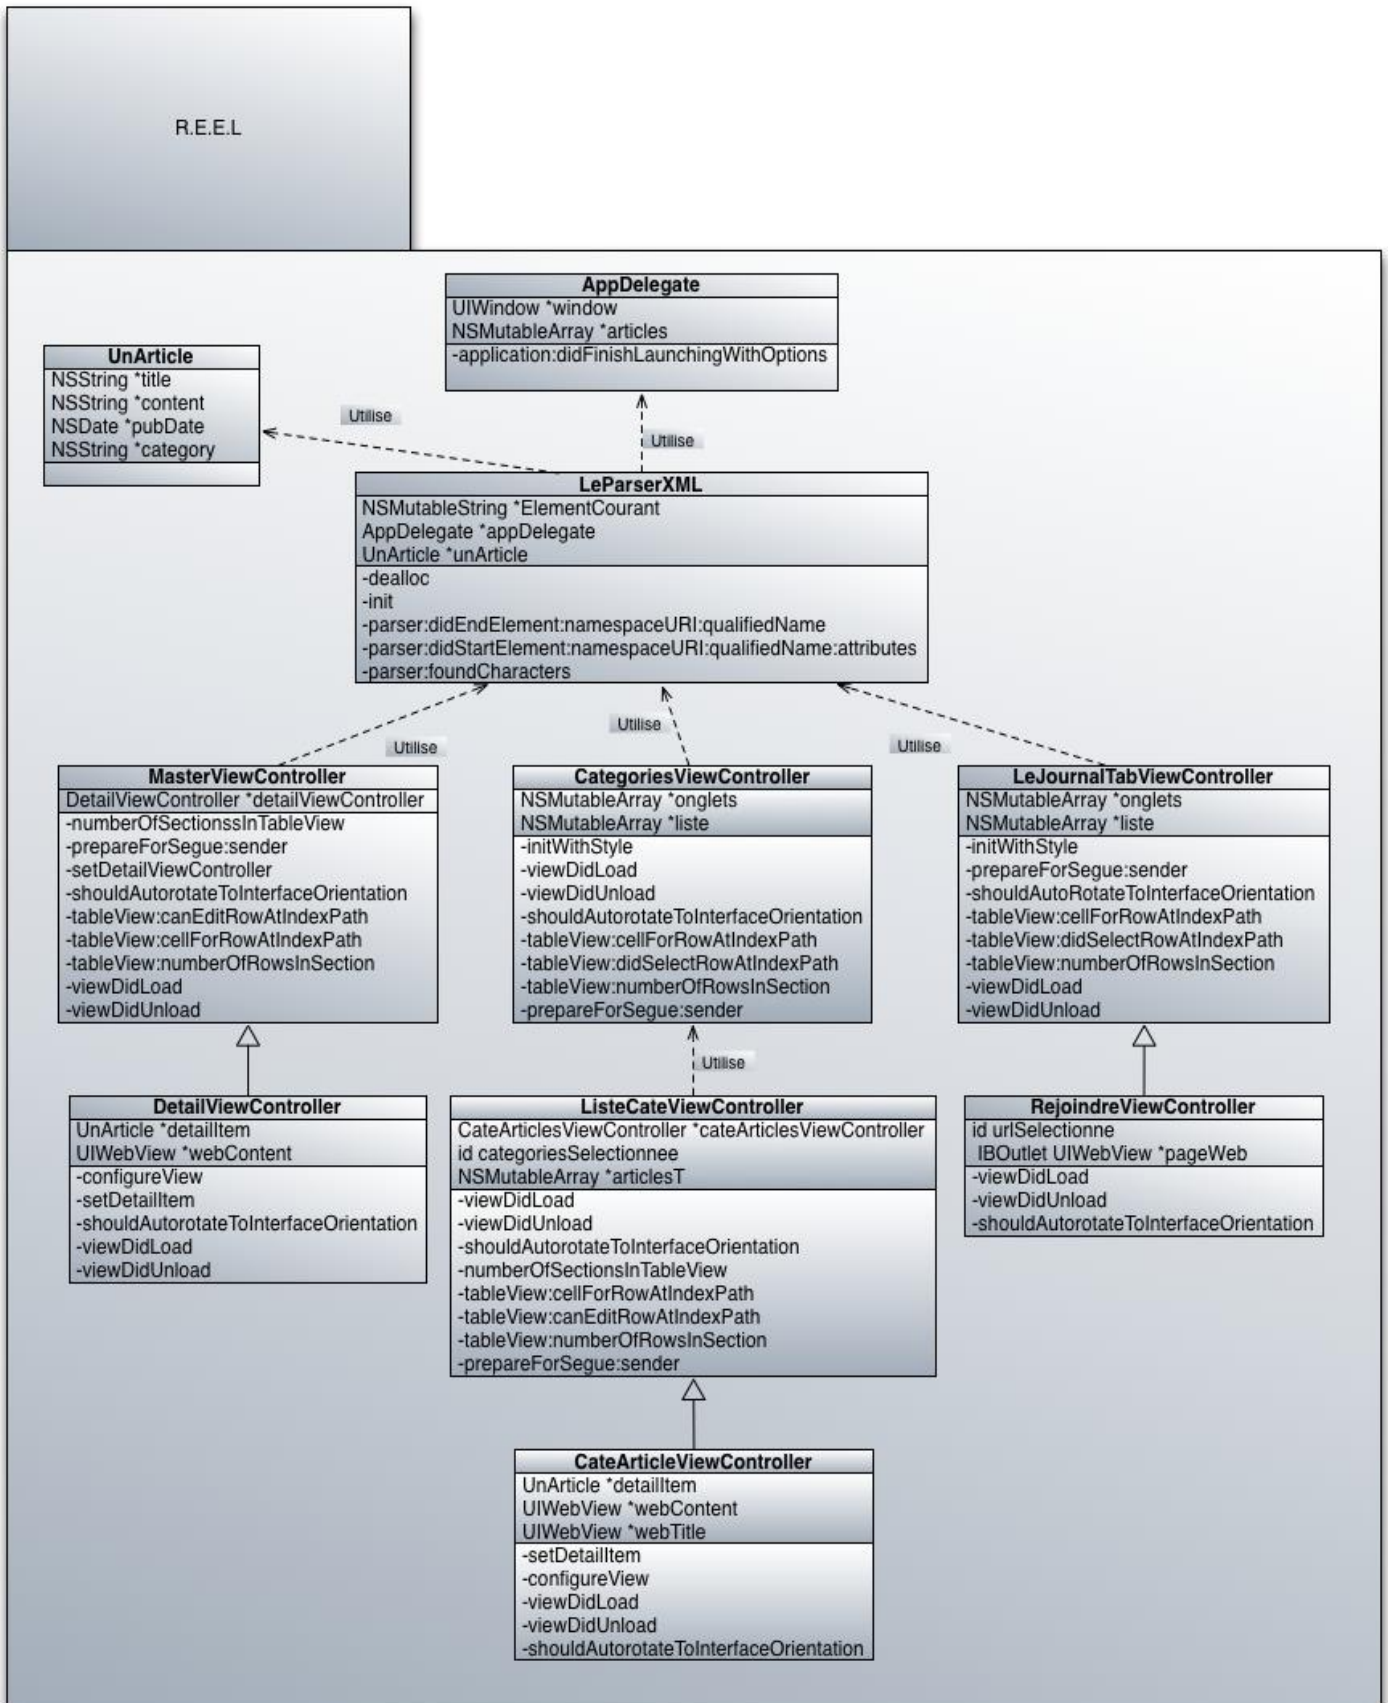 R.E.E.L
AppDelegate
UIWindow *window
NSMutableArray *articles
-application:didFinishLaunchingWithOptions
UnArticle
NSString *title
NSString *content
NSDate *pubDate
NSString *category
Utilise
Utilise
LeParserXML
NSMutableString *ElementCourant
AppDelegate *appDelegate
UnArticle *unArticle
-dealloc
-init
-parser:didEndElement:namespaceURI:qualifiedName
-parser:didStartElement:namespaceURI:qualifiedName:attributes
-parser:foundCharacters
Utilise
Utilise
Utilise
MasterViewController
DetailViewController *detailViewController
-numberOfSectionssInTableView
-prepareForSegue:sender
-setDetailViewController
-shouldAutorotateToInterfaceOrientation
-tableView:canEditRowAtIndexPath
-tableView:cellForRowAtIndexPath
-tableView:numberOfRowsInSection
-viewDidLoad
-viewDidUnload
CategoriesViewController
NSMutableArray *onglets
NSMutableArray *liste
-initWithStyle
-viewDidLoad
-viewDidUnload
-shouldAutorotateToInterfaceOrientation
-tableView:cellForRowAtIndexPath
-tableView:didSelectRowAtIndexPath
-tableView:numberOfRowsInSection
-prepareForSegue:sender
LeJournalTabViewController
NSMutableArray *onglets
NSMutableArray *liste
-initWithStyle
-prepareForSegue:sender
-shouldAutoRotateToInterfaceOrientation
-tableView:cellForRowAtIndexPath
-tableView:didSelectRowAtIndexPath
-tableView:numberOfRowsInSection
-viewDidLoad
-viewDidUnload
Utilise
DetailViewController
UnArticle *detailItem
UIWebView *webContent
-configureView
-setDetailItem
-shouldAutorotateToInterfaceOrientation
-viewDidLoad
-viewDidUnload
ListeCateViewController
CateArticlesViewController *cateArticlesViewController
id categoriesSelectionnee
NSMutableArray *articlesT
-viewDidLoad
-viewDidUnload
-shouldAutorotateToInterfaceOrientation
-numberOfSectionsInTableView
-tableView:cellForRowAtIndexPath
-tableView:canEditRowAtIndexPath
-tableView:numberOfRowsInSection
-prepareForSegue:sender
RejoindreViewController
id urlSelectionne
IBOutlet UIWebView *pageWeb
-viewDidLoad
-viewDidUnload
-shouldAutorotateToInterfaceOrientation
CateArticleViewController
UnArticle *detailItem
UIWebView *webContent
UIWebView *webTitle
-setDetailItem
-configureView
-viewDidLoad
-viewDidUnload
-shouldAutorotateToInterfaceOrientation